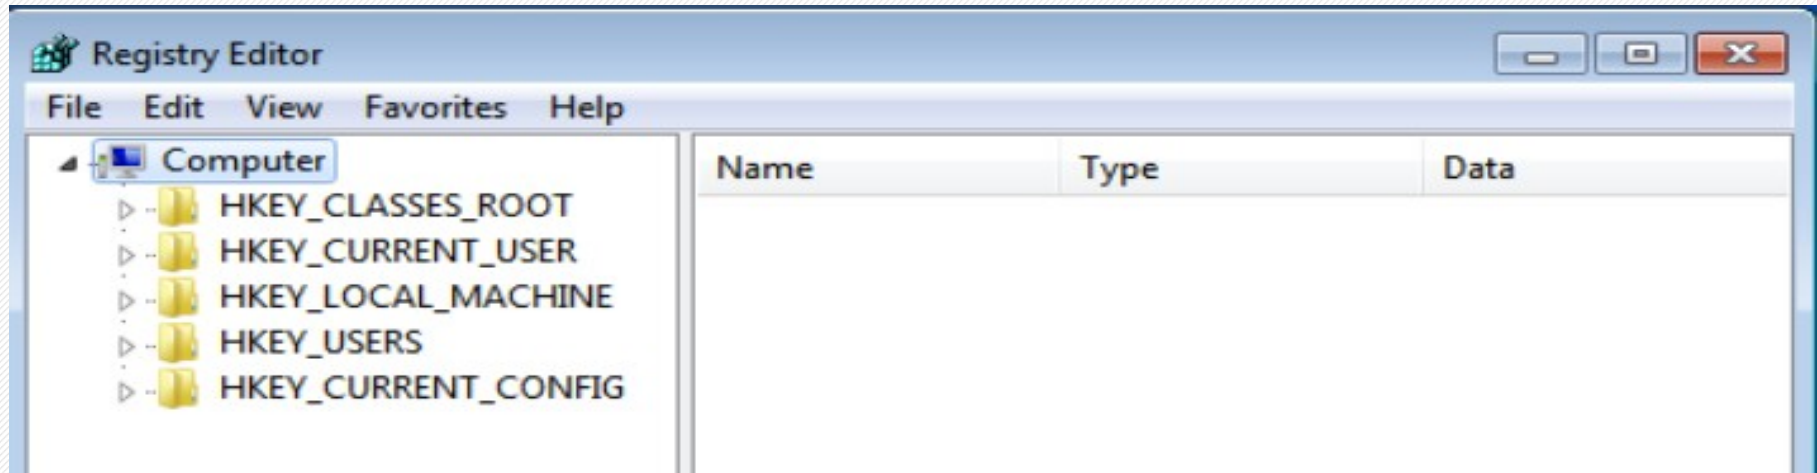 Registry Editor
File Edit View Favorites Help
Computer
HKEY_CLASSES_ROOT
HKEY_CURRENT_USER
HKEY_LOCAL_MACHINE
HKEY_USERS
HKEY_CURRENT_CONFIG
Name Type Data